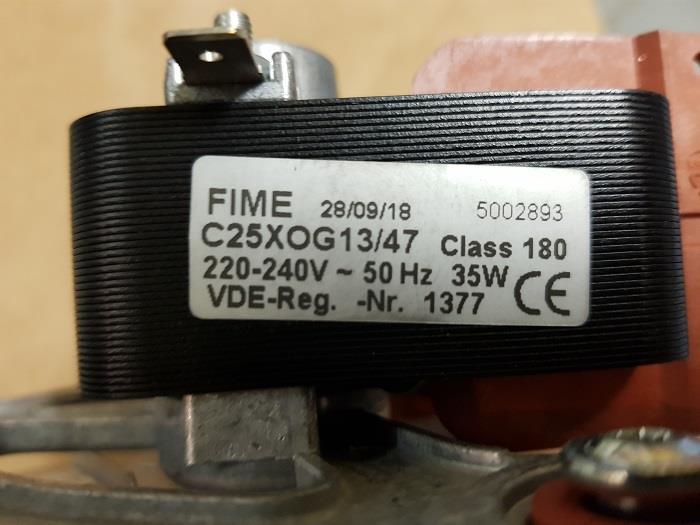 FIME 28/09/18 5002893
C25XOG13/47 Class 180
220-240V ~ 50 Hz 35W
VDE-Reg. -Nr. 1377 CE